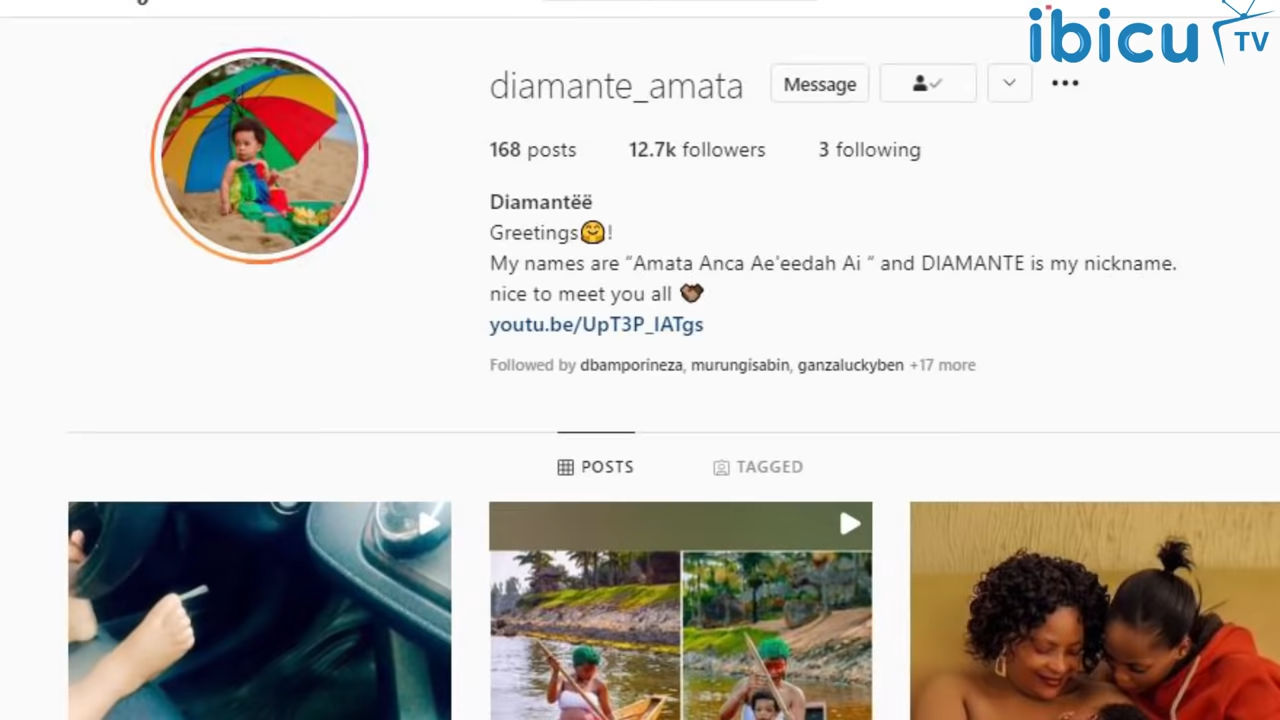 ibicu TV
diamante_amata Message
168 posts 12.7k followers 3 following
Diamantëë
Greetings🤗!
My names are “Amata Anca Ae'eedah Ai “ and DIAMANTE is my nickname.
nice to meet you all
youtu.be/UpT3P_IATgs
Followed by dbamporineza, murungisabin, ganzaluckyben +17 more
POSTS TAGGED